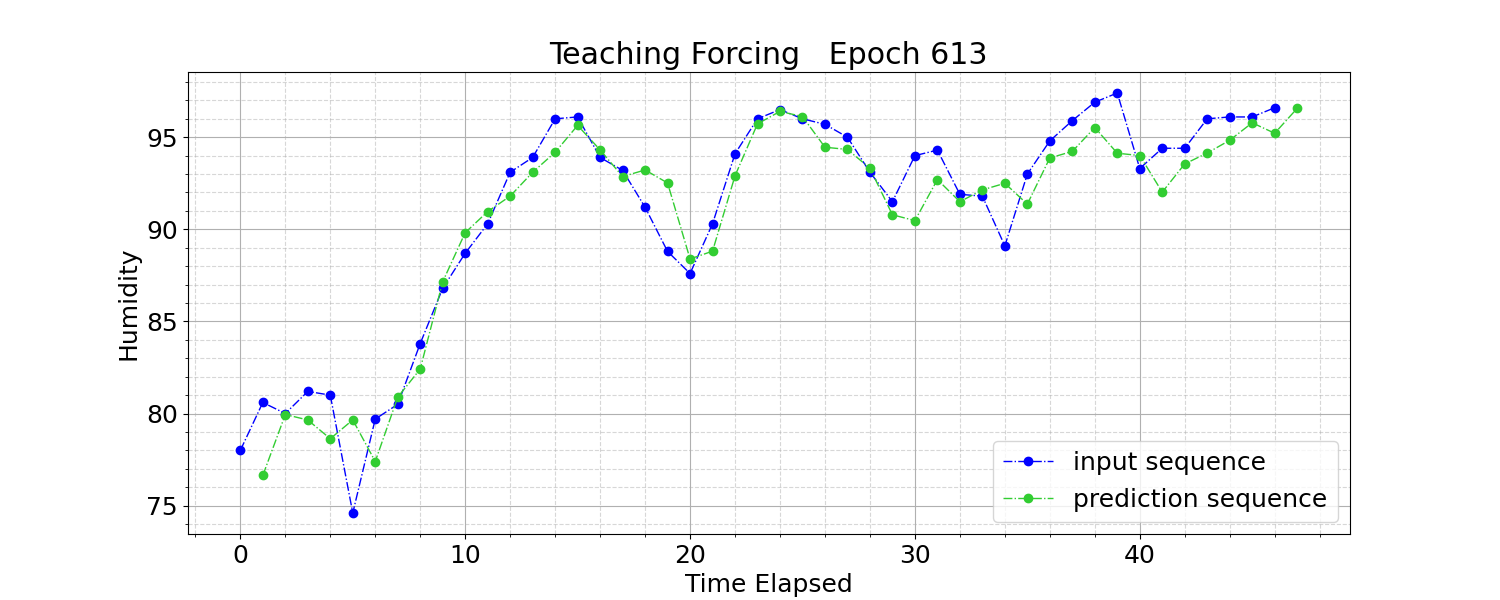 Teaching Forcing   Epoch 613
Humidity
95
90
85
80
75
0 10 20 30 40
Time Elapsed
input sequence
prediction sequence